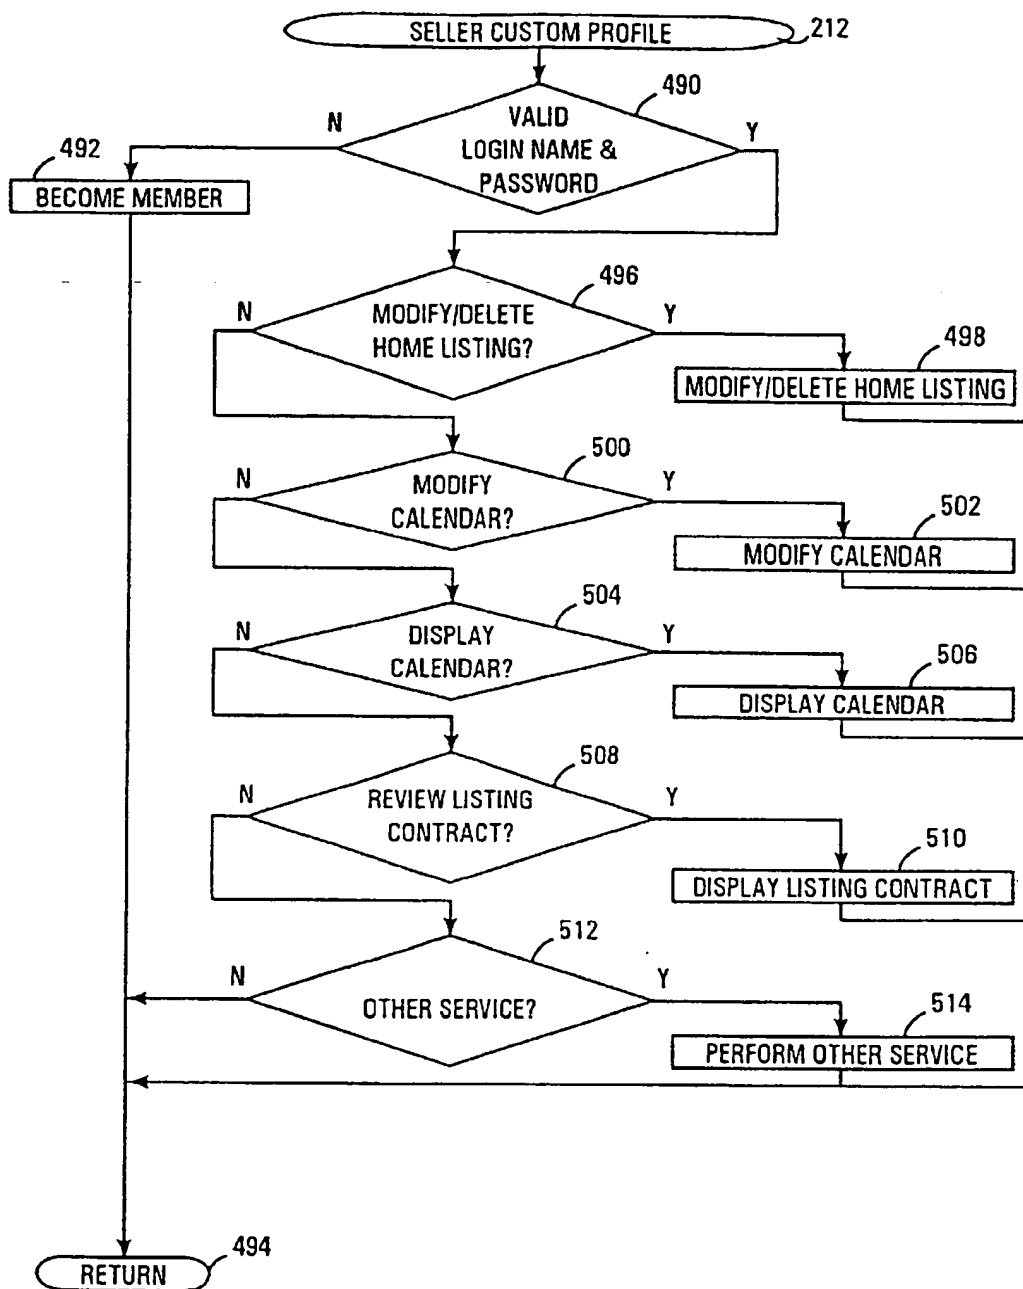 SELLER CUSTOM PROFILE
212
490
N
VALID
LOGIN NAME &
PASSWORD
Y
492
BECOME MEMBER
496
N
MODIFY/DELETE
HOME LISTING?
Y
498
MODIFY/DELETE HOME LISTING
500
N
MODIFY
CALENDAR?
Y
502
MODIFY CALENDAR
504
N
DISPLAY
CALENDAR?
Y
506
DISPLAY CALENDAR
508
N
REVIEW LISTING
CONTRACT?
Y
510
DISPLAY LISTING CONTRACT
512
N
OTHER SERVICE?
Y
514
PERFORM OTHER SERVICE
494
RETURN